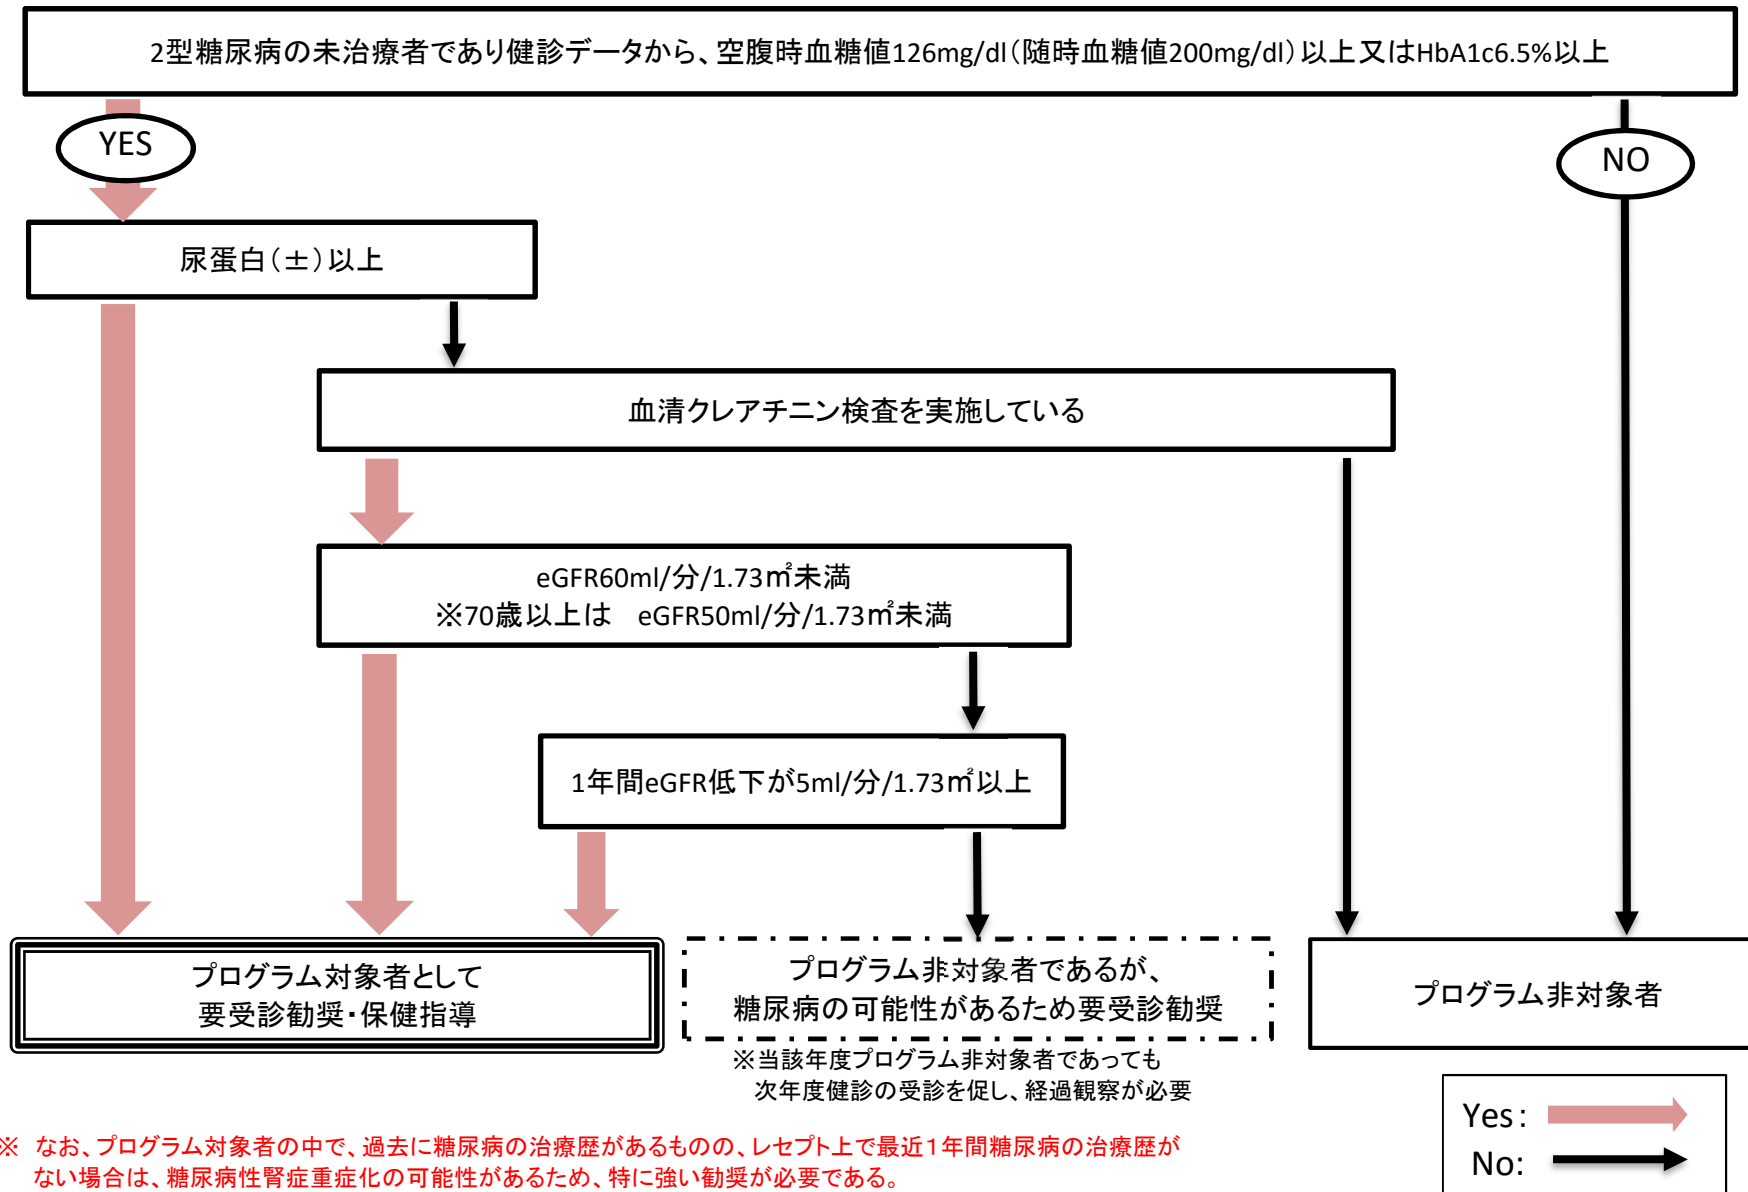 2型糖尿病の未治療者であり健診データから、空腹時血糖値126mg/dl(随時血糖値200mg/dl)以上又はHbA1c6.5%以上
YES
NO
尿蛋白(±)以上
血清クレアチニン検査を実施している
eGFR60ml/分/1.73㎡未満
※70歳以上は　eGFR50ml/分/1.73㎡未満
1年間eGFR低下が5ml/分/1.73㎡以上
プログラム対象者として
要受診勧奨・保健指導
プログラム非対象者であるが、
糖尿病の可能性があるため要受診勧奨
プログラム非対象者
※当該年度プログラム非対象者であっても
次年度健診の受診を促し、経過観察が必要
Yes：
No:
※　なお、プログラム対象者の中で、過去に糖尿病の治療歴があるものの、レセプト上で最近１年間糖尿病の治療歴が
ない場合は、糖尿病性腎症重症化の可能性があるため、特に強い勧奨が必要である。